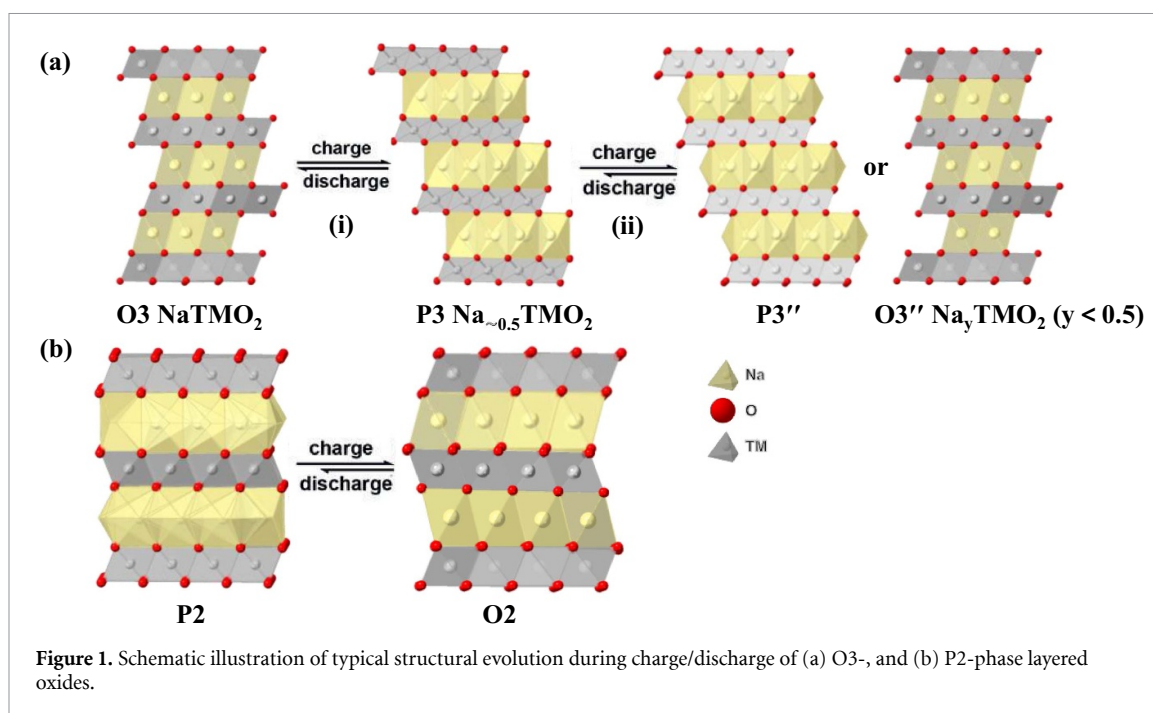 (a)
charge
discharge
(i)
charge
discharge
(ii)
or
O3 NaTMO₂
P3 Na~0.5TMO₂
P3′′
O3′′ NayTMO₂ (y < 0.5)
(b)
charge
discharge
Na
O
TM
P2
O2
Figure 1. Schematic illustration of typical structural evolution during charge/discharge of (a) O3-, and (b) P2-phase layered
oxides.